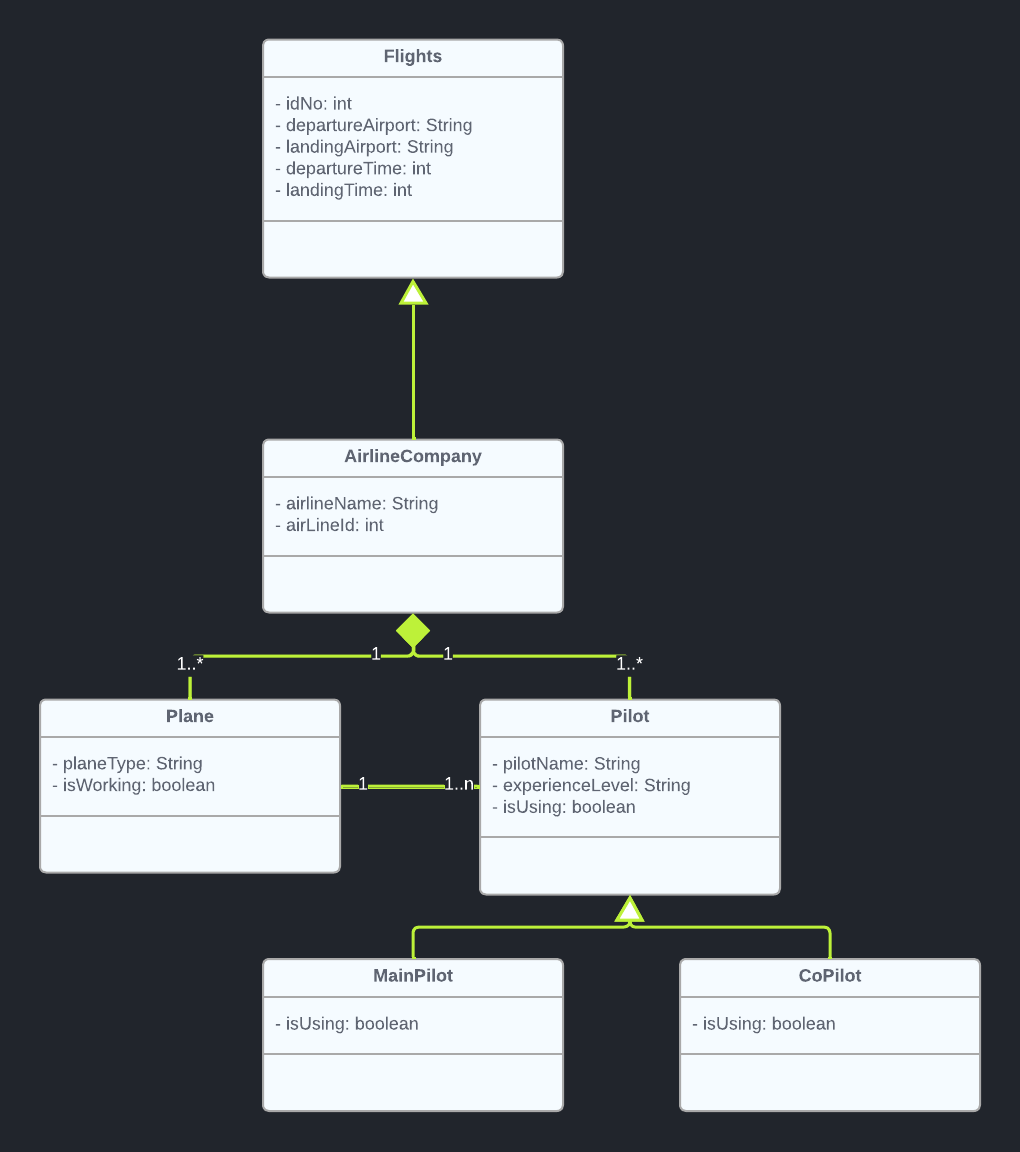 Flights
- idNo: int
- departureAirport: String
- landingAirport: String
- departureTime: int
- landingTime: int
AirlineCompany
- airlineName: String
- airLineId: int
1
1
1..*
1..*
Plane
- planeType: String
- isWorking: boolean
1
1..n
Pilot
- pilotName: String
- experienceLevel: String
- isUsing: boolean
MainPilot
- isUsing: boolean
CoPilot
- isUsing: boolean